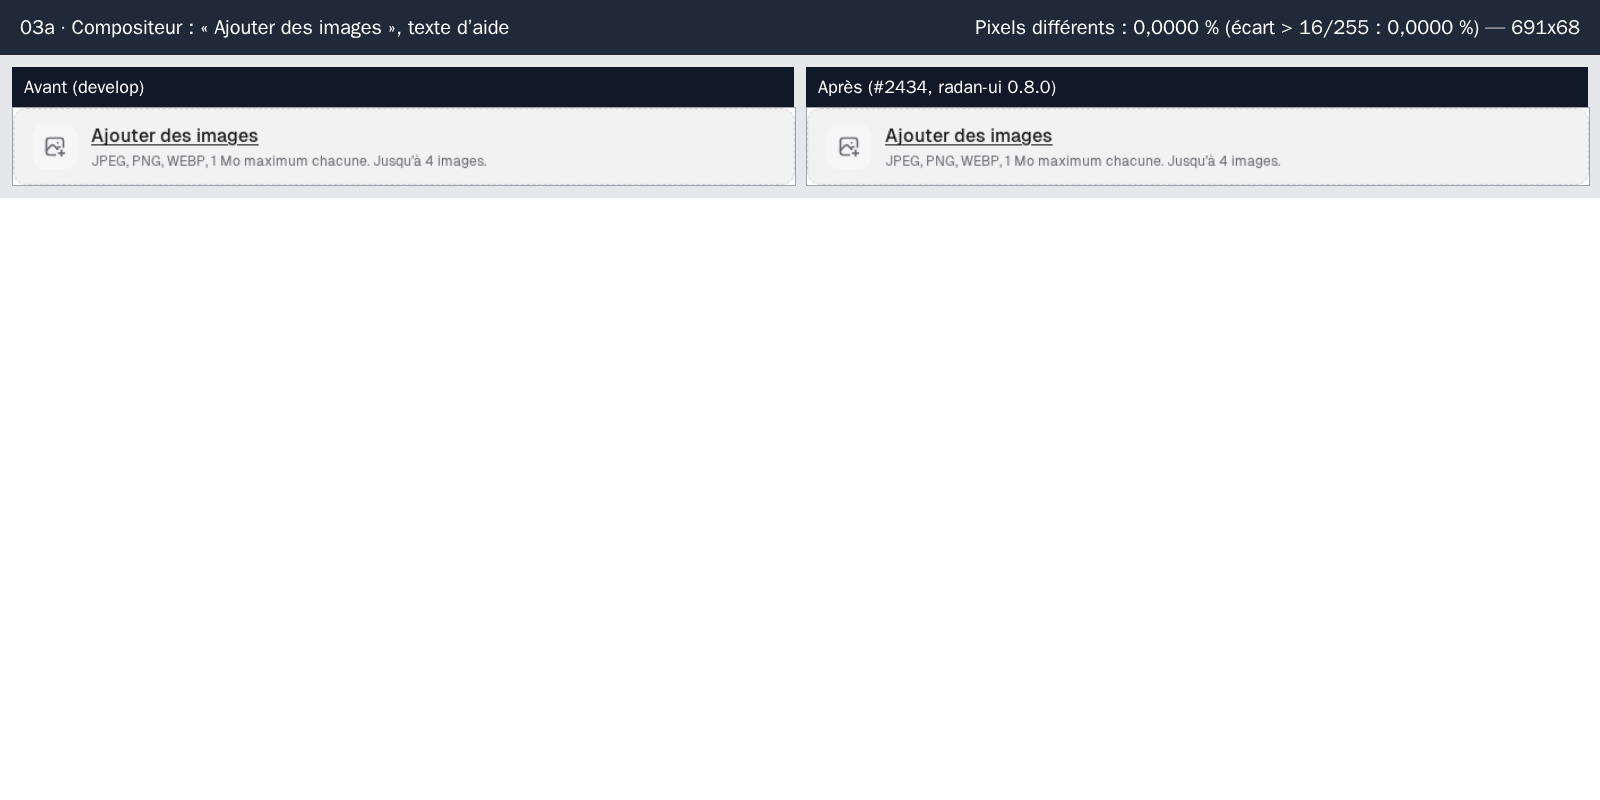 03a · Compositeur : « Ajouter des images », texte d’aide
Pixels différents : 0,0000 % (écart > 16/255 : 0,0000 %) — 691x68
Avant (develop)
Ajouter des images
JPEG, PNG, WEBP, 1 Mo maximum chacune. Jusqu'à 4 images.
Après (#2434, radan-ui 0.8.0)
Ajouter des images
JPEG, PNG, WEBP, 1 Mo maximum chacune. Jusqu'à 4 images.